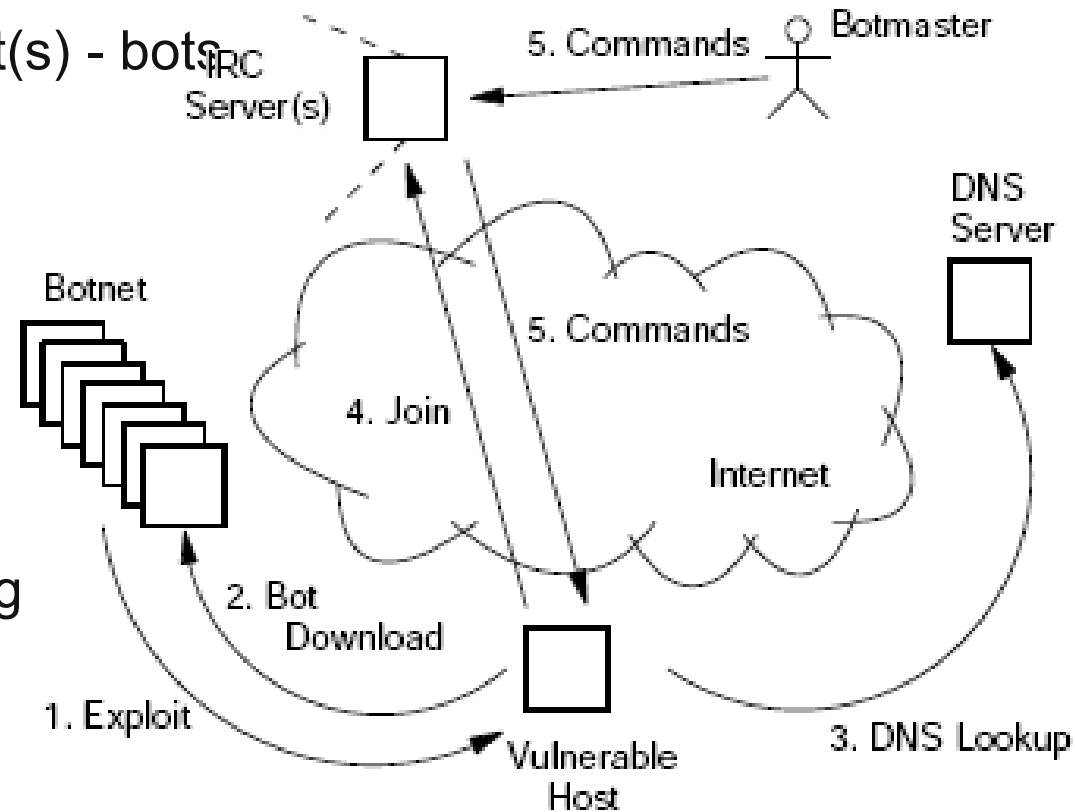 t(s) - bots
IRC
Server(s)
5. Commands
Botmaster
DNS
Server
Botnet
5. Commands
4. Join
Internet
g
2. Bot
Download
1. Exploit
Vulnerable
Host
3. DNS Lookup